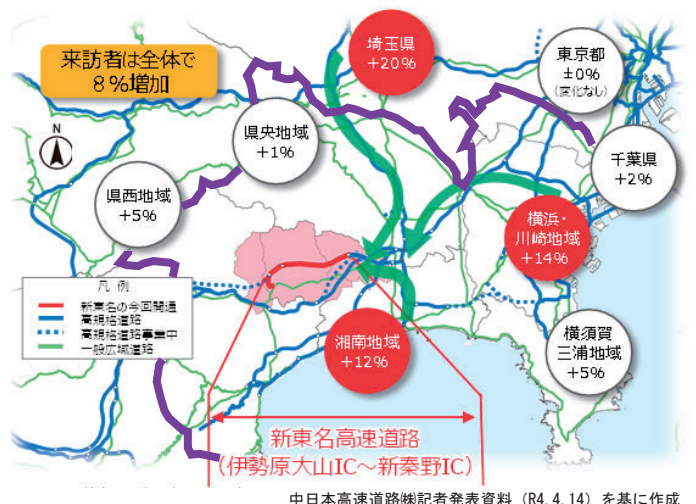 来訪者は全体で
8%増加
埼玉県
+20%
東京都
±0%
(変化なし)
N
県央地域
+1%
千葉県
+2%
県西地域
+5%
横浜・
川崎地域
+14%
凡 例
新東名の今回開通
高規格道路
高規格道路事業中
一般広域道路
湘南地域
+12%
横須賀
三浦地域
+5%
新東名高速道路
(伊勢原大山IC~新秦野IC)
中日本高速道路㈱記者発表資料(R4.4.14)を基に作成